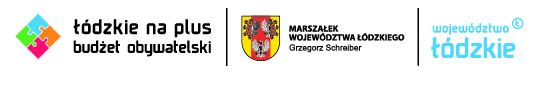 łódzkie na plus
budżet obywatelski
MARSZAŁEK
WOJEWÓDZTWA ŁÓDZKIEGO
Grzegorz Schreiber
województwo
łódzkie